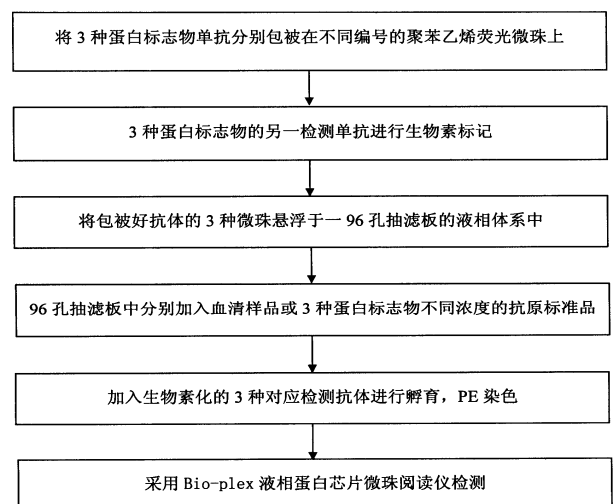 将 3 种蛋白标志物单抗分别包被在不同编号的聚苯乙烯荧光微珠上
3 种蛋白标志物的另一检测单抗进行生物素标记
将包被好抗体的 3 种微珠悬浮于一 96 孔抽滤板的液相体系中
96 孔抽滤板中分别加入血清样品或 3 种蛋白标志物不同浓度的抗原标准品
加入生物素化的 3 种对应检测抗体进行孵育，PE 染色
采用 Bio-plex 液相蛋白芯片微珠阅读仪检测